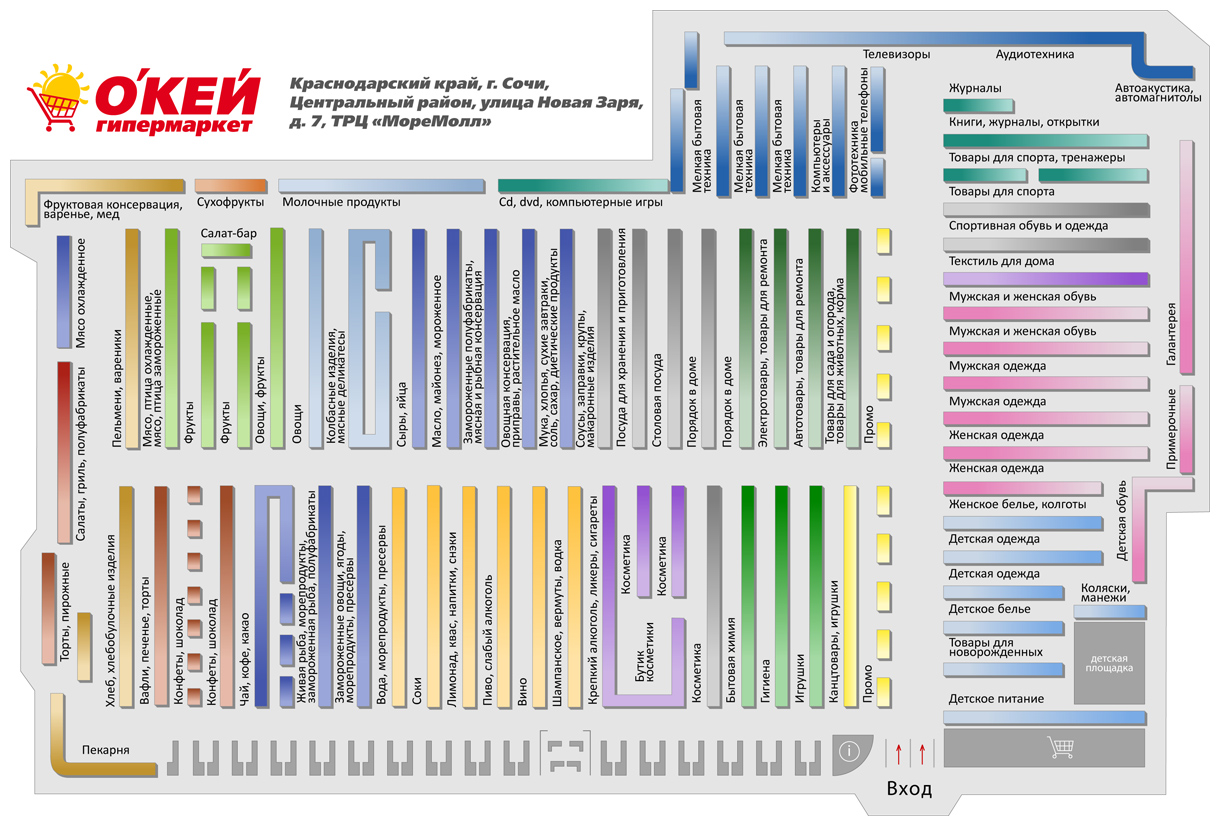 О'КЕЙ
гипермаркет
Краснодарский край, г. Сочи,
Центральный район, улица Новая Заря,
д. 7, ТРЦ «МореМолл»
Телевизоры
Аудиотехника
Автоакустика,
автомагнитолы
Мелкая бытовая
техника
Мелкая бытовая
техника
Мелкая бытовая
техника
Компьютеры
и аксессуары
Фототехника
мобильные телефоны
Фруктовая консервация,
варенье, мед
Сухофрукты
Молочные продукты
Cd, dvd, компьютерные игры
Журналы
Книги, журналы, открытки
Товары для спорта, тренажеры
Товары для спорта
Спортивная обувь и одежда
Текстиль для дома
Мужская и женская обувь
Мужская и женская обувь
Мужская одежда
Мужская одежда
Женская одежда
Женская одежда
Женское белье, колготы
Детская одежда
Детская одежда
Детское белье
Товары для
новорожденных
Детское питание
Галантерея
Примерочные
Детская обувь
Коляски,
манежи
детская
площадка
Мясо охлажденное
Салаты, гриль, полуфабрикаты
Торты, пирожные
Пекарня
Пельмени, вареники
Мясо, птица охлажденные,
мясо, птица замороженные
Салат-бар
Фрукты
Фрукты
Овощи, фрукты
Овощи
Колбасные изделия,
мясные деликатесы
Сыры, яйца
Масло, майонез, мороженное
Замороженные полуфабрикаты,
мясная и рыбная консервация
Овощная консервация,
приправы, растительное масло
Мука, хлопья, сухие завтраки,
соль, сахар, диетические продукты
Соусы, заправки, крупы,
макаронные изделия
Посуда для хранения и приготовления
Столовая посуда
Порядок в доме
Порядок в доме
Электротовары, товары для ремонта
Автотовары, товары для ремонта
Товары для сада и огорода,
товары для животных, корма
Промо
Хлеб, хлебобулочные изделия
Вафли, печенье, торты
Конфеты, шоколад
Конфеты, шоколад
Чай, кофе, какао
Живая рыба, морепродукты,
замороженная рыба, полуфабрикаты
Замороженные овощи, ягоды,
морепродукты, пресервы
Вода, морепродукты, пресервы
Соки
Лимонад, квас, напитки, снэки
Пиво, слабый алкоголь
Вино
Шампанское, вермуты, водка
Крепкий алкоголь, ликеры, сигареты
Косметика
Косметика
Бутик
косметики
Косметика
Бытовая химия
Гигиена
Игрушки
Канцтовары, игрушки
Промо
i
Вход